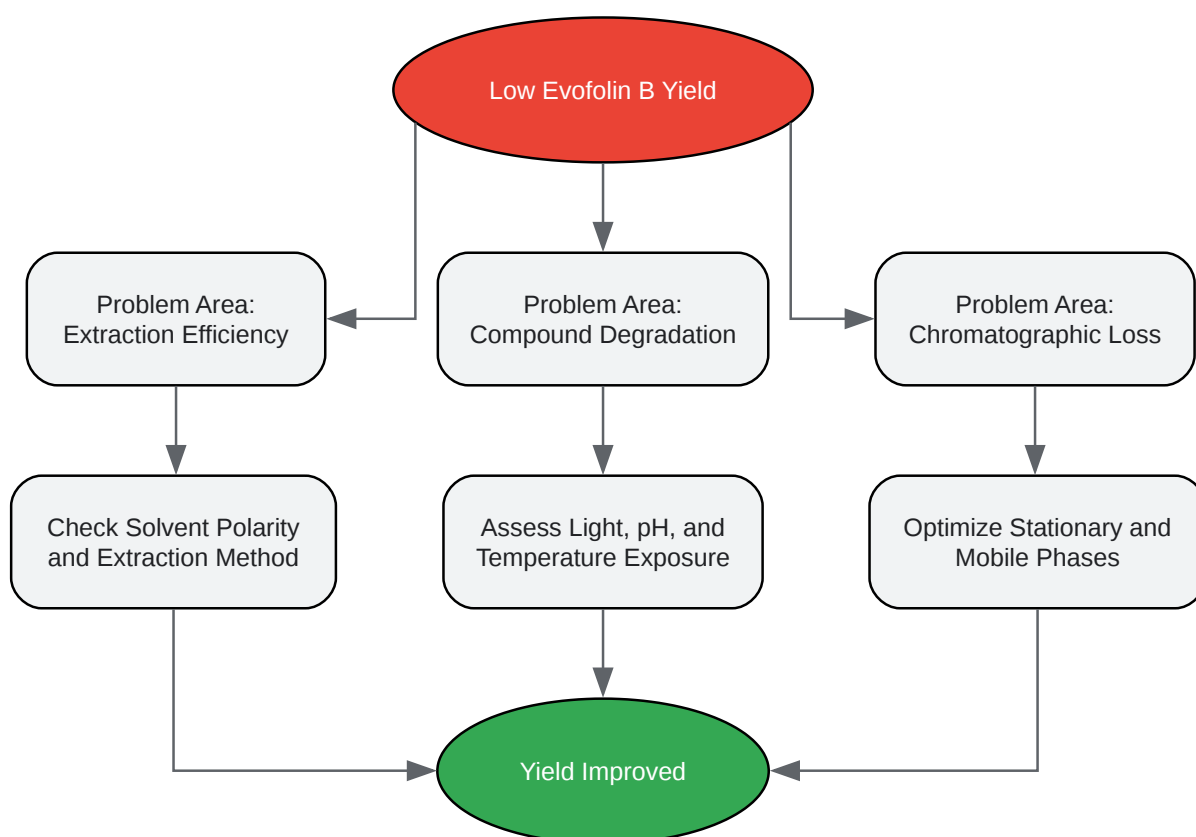 Low Evofolin B Yield
Problem Area:
Extraction Efficiency
Problem Area:
Compound Degradation
Problem Area:
Chromatographic Loss
Check Solvent Polarity
and Extraction Method
Assess Light, pH, and
Temperature Exposure
Optimize Stationary and
Mobile Phases
Yield Improved